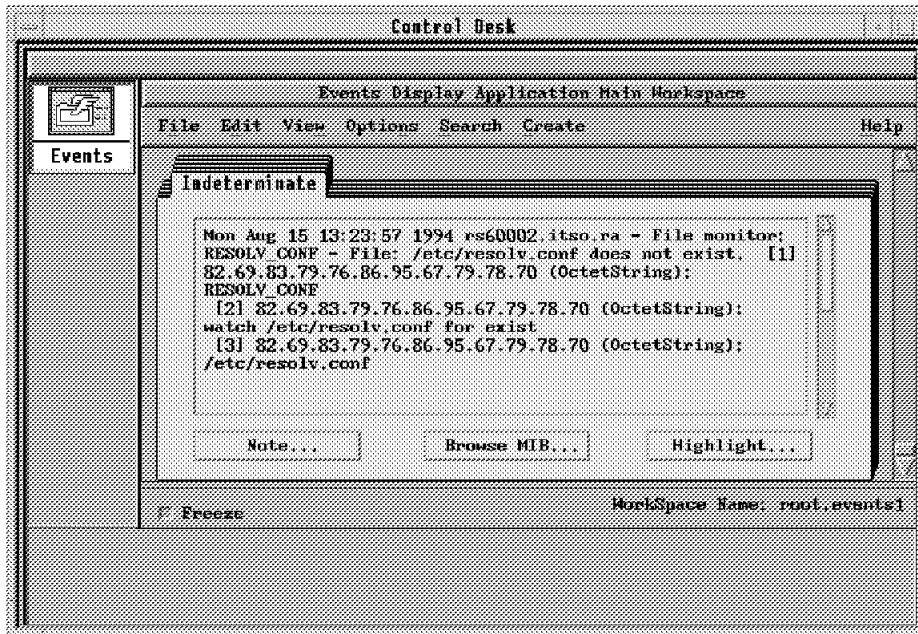 Control Desk
Events Display Application Main Workspace
File Edit View Options Search Create Help
Events
Indeterminate
Mon Aug 15 13:23:57 1994 rs60002.itso.ra - File monitor:
RESOLV_CONF - File: /etc/resolv.conf does not exist. [1]
82.69.83.79.76.86.95.67.79.78.70 (OctetString):
RESOLV_CONF
[2] 82.69.83.79.76.86.95.67.79.78.70 (OctetString):
watch /etc/resolv.conf for exist
[3] 82.69.83.79.76.86.95.67.79.78.70 (OctetString):
/etc/resolv.conf
Note... Browse MIB... Highlight...
Freeze WorkSpace Name: root.events1